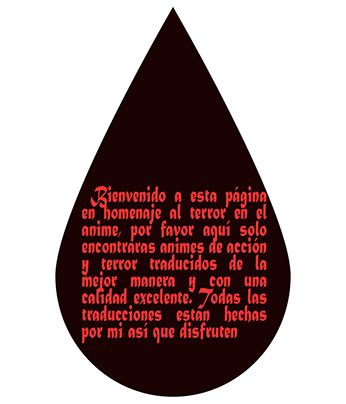 Bienvenido a esta página
en homenaje al terror en el
anime, por favor aquí solo
encontraras animes de acción
y terror traducidos de la
mejor manera y con una
calidad excelente. Todas las
traducciones están hechas
por mi así que disfruten